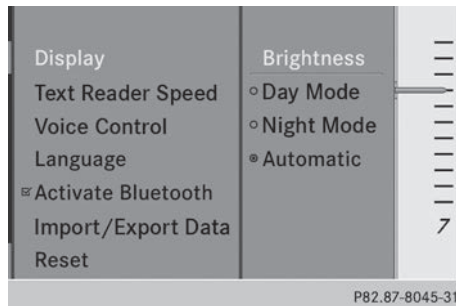 Display
Text Reader Speed
Voice Control
Language
Activate Bluetooth
Import/Export Data
Reset
Brightness
Day Mode
Night Mode
Automatic
7
P82.87-8045-31